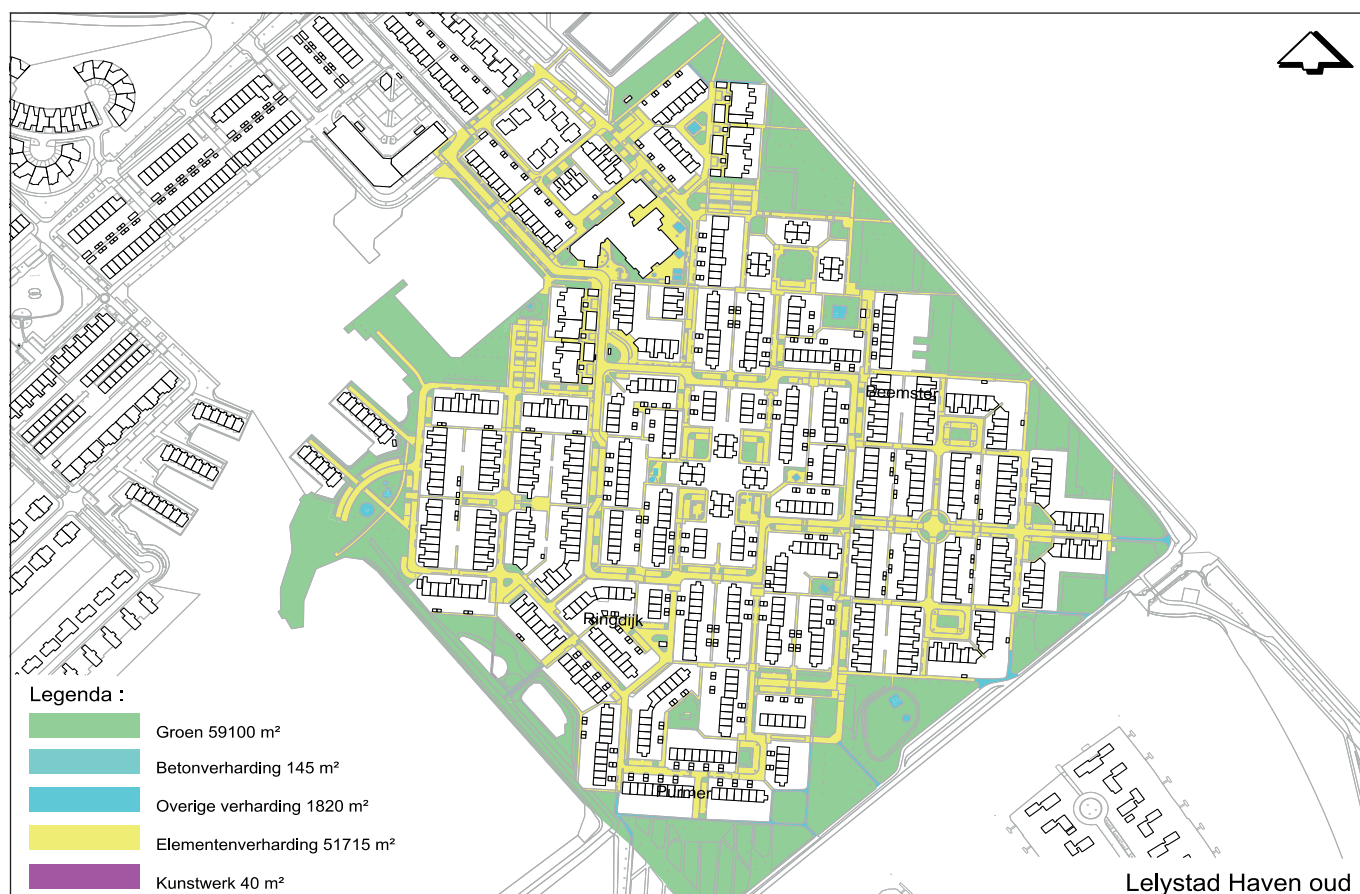 Beemster
Ringdijk
Purmer
Legenda :
Groen 59100 m²
Betonverharding 145 m²
Overige verharding 1820 m²
Elementenverharding 51715 m²
Kunstwerk 40 m²
Lelystad Haven oud